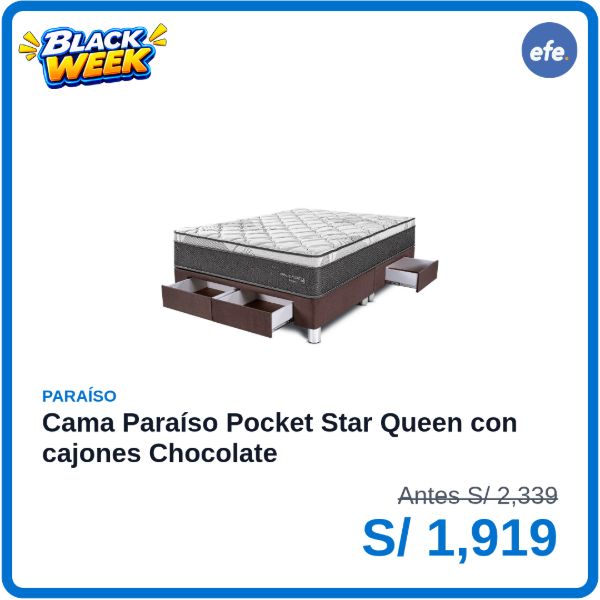 BLACK
WEEK
efe.
PARAÍSO
Cama Paraíso Pocket Star Queen con
cajones Chocolate
Antes S/ 2,339
S/ 1,919